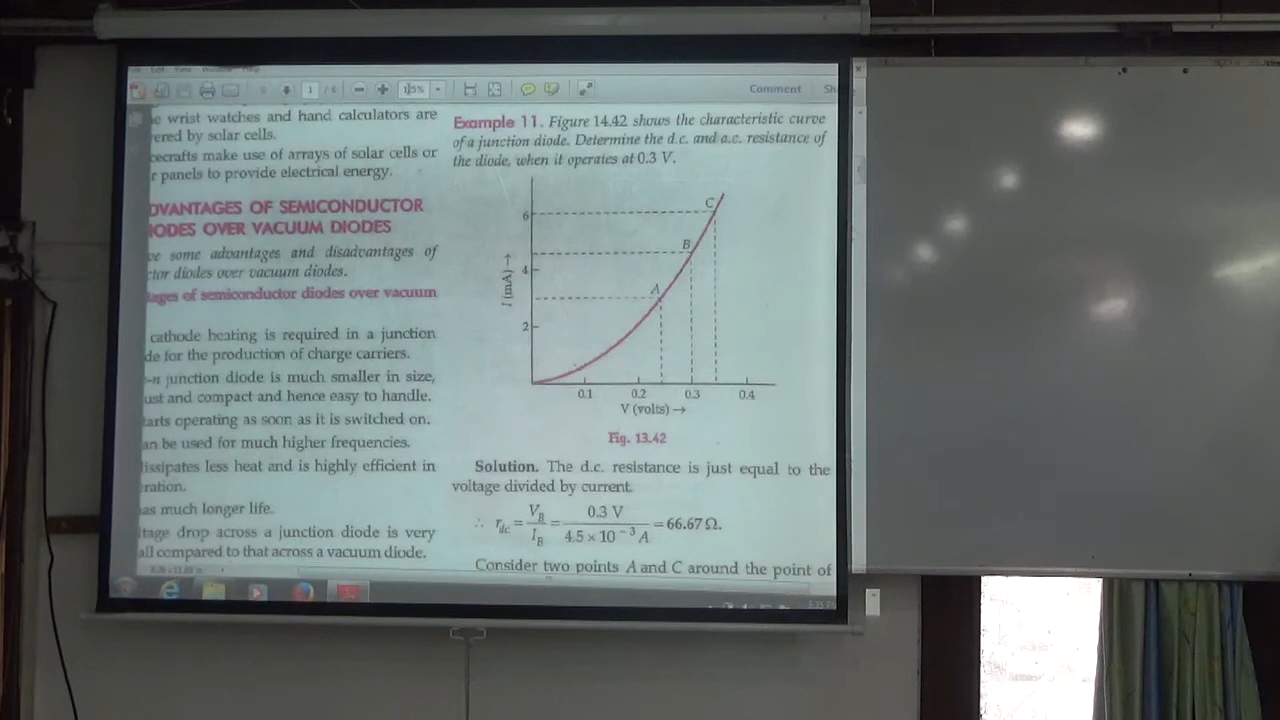 Comment
1 / 6
e wrist watches and hand calculators are
ered by solar cells.
ecrafts make use of arrays of solar cells or
r panels to provide electrical energy.
DVANTAGES OF SEMICONDUCTOR
IODES OVER VACUUM DIODES
ve some advantages and disadvantages of
ctor diodes over vacuum diodes.
tages of semiconductor diodes over vacuum
cathode heating is required in a junction
de for the production of charge carriers.
-n junction diode is much smaller in size,
ust and compact and hence easy to handle.
tarts operating as soon as it is switched on.
an be used for much higher frequencies.
dissipates less heat and is highly efficient in
ration.
as much longer life.
ltage drop across a junction diode is very
all compared to that across a vacuum diode.
Example 11. Figure 14.42 shows the characteristic curve
of a junction diode. Determine the d.c. and a.c. resistance of
the diode, when it operates at 0.3 V.
C
6
B
4
I (mA) →
A
2
0.1 0.2 0.3 0.4
V (volts) →
Fig. 13.42
Solution. The d.c. resistance is just equal to the
voltage divided by current.
∴ r_dc = V_B / I_B = 0.3 V / 4.5 × 10⁻³ A = 66.67 Ω.
Consider two points A and C around the point of